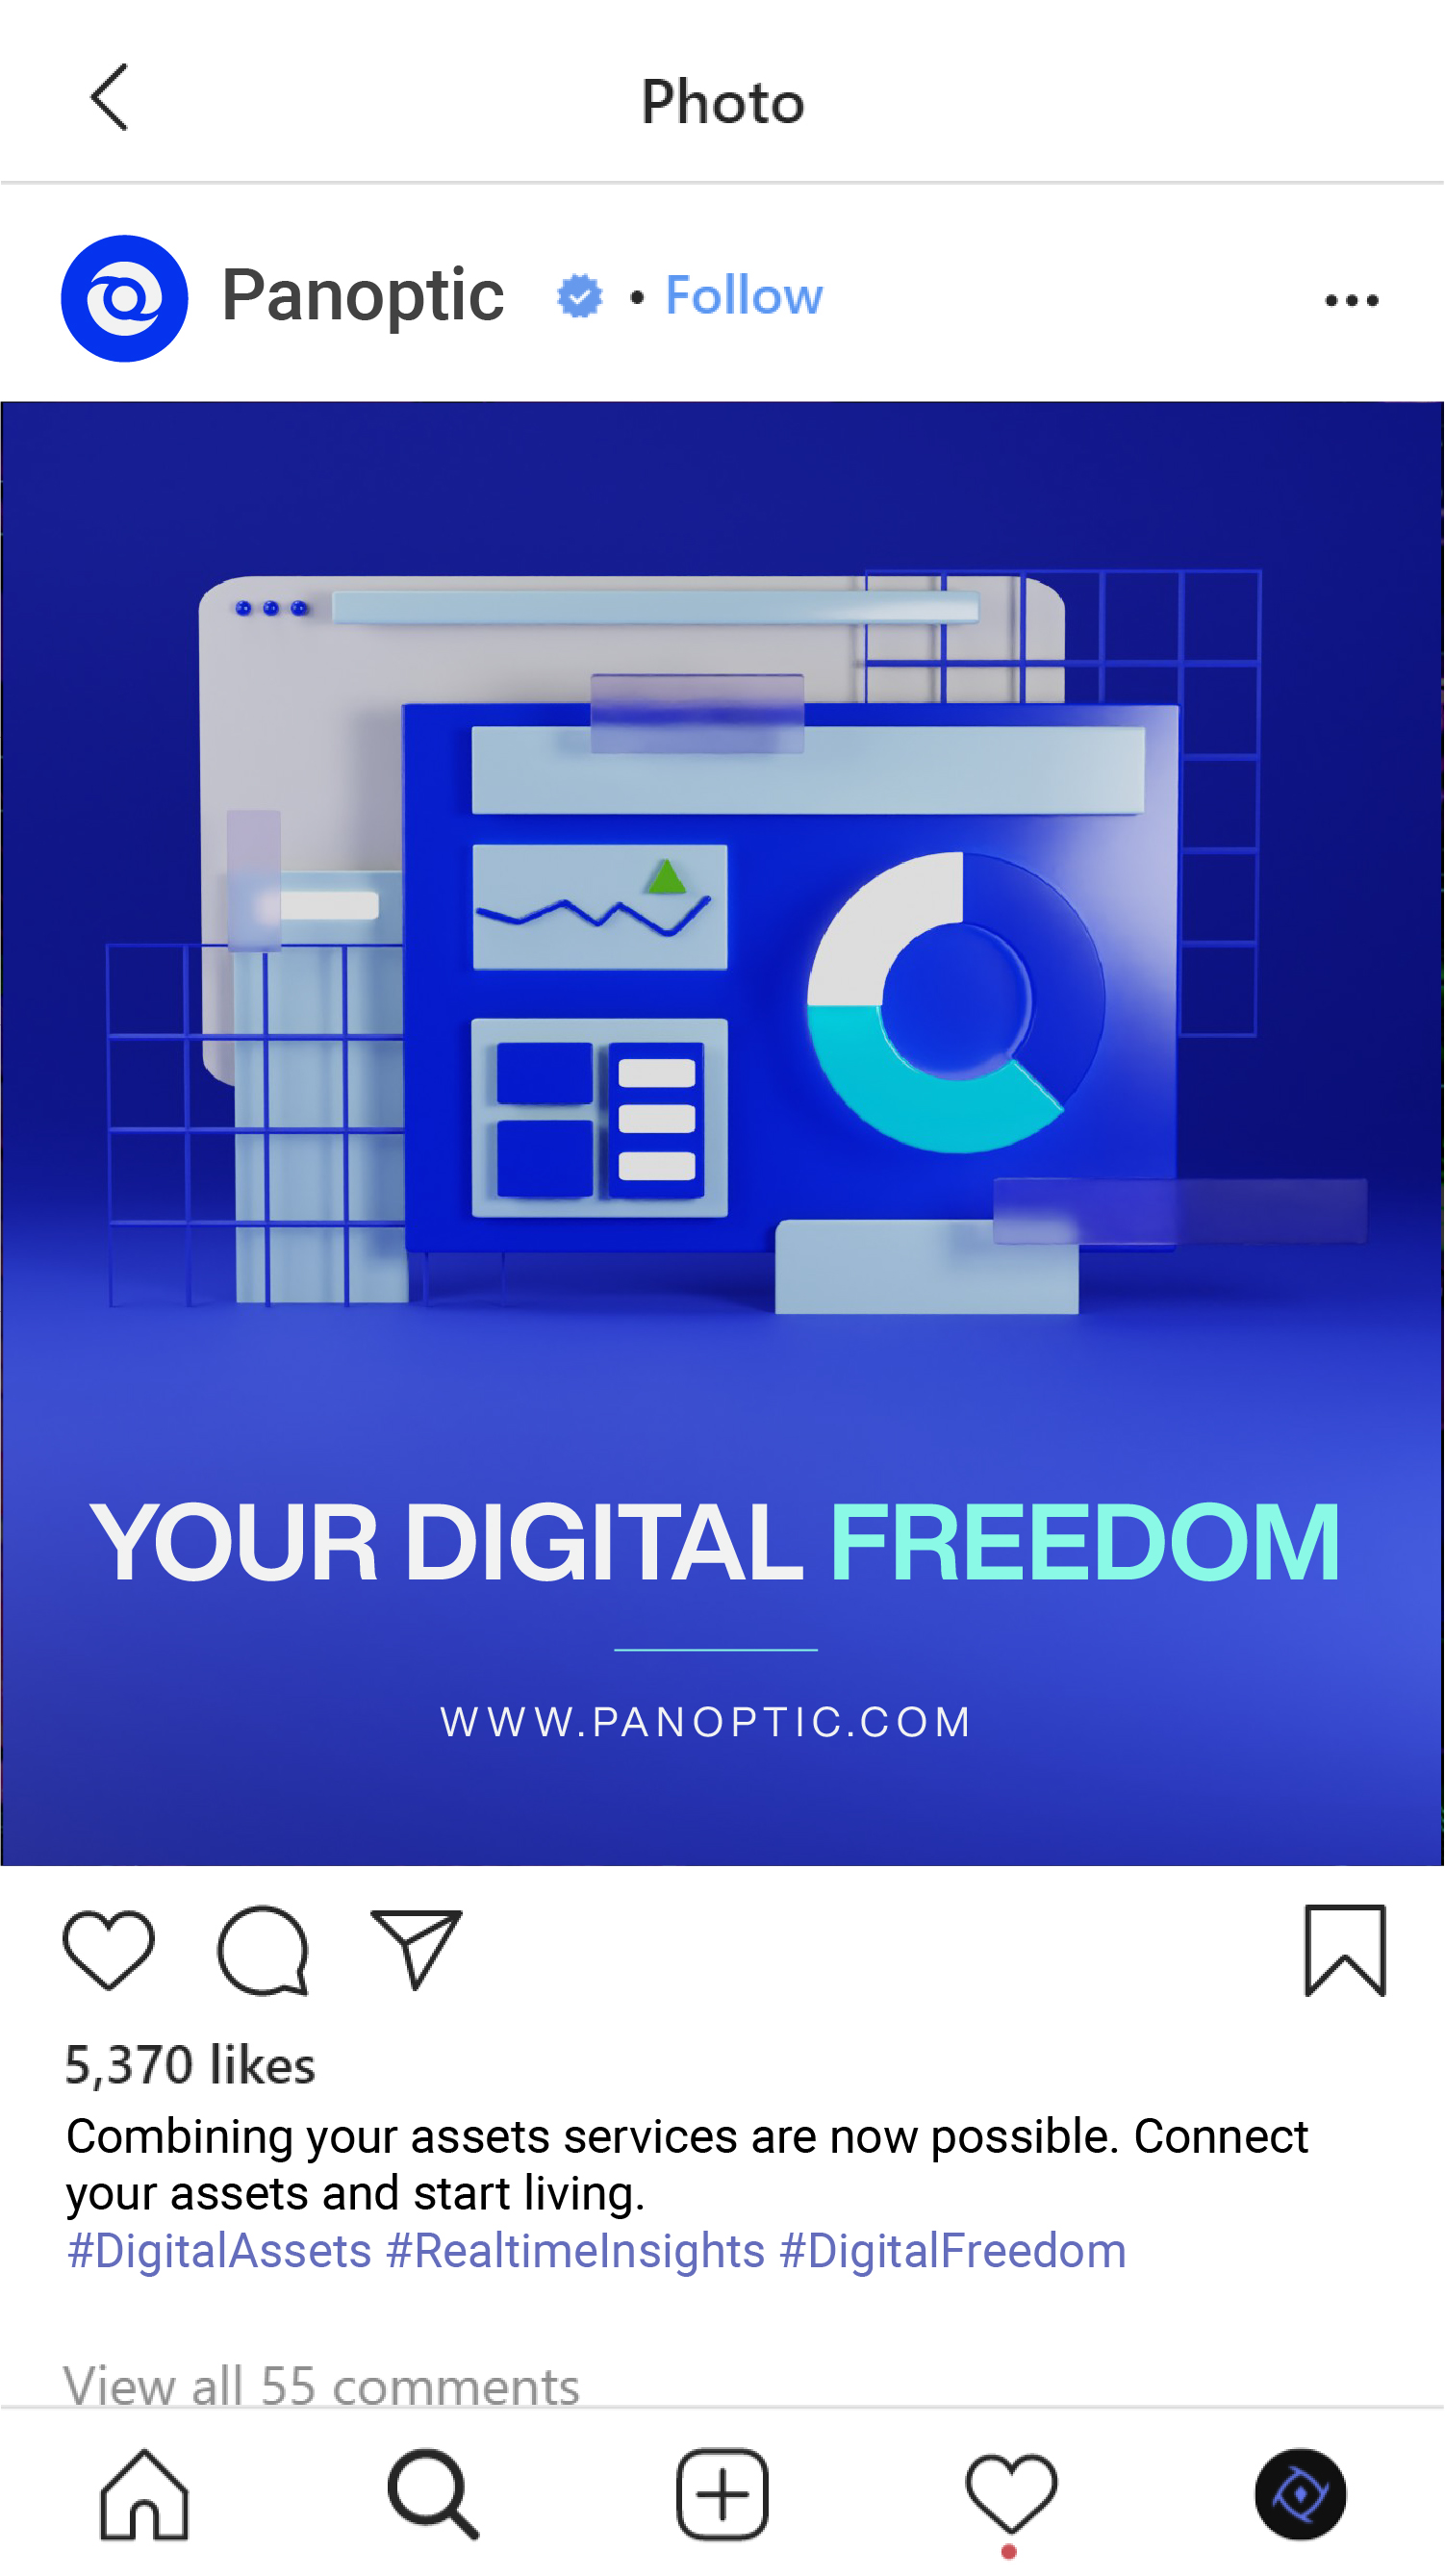 Photo
Panoptic • Follow
YOUR DIGITAL FREEDOM
WWW.PANOPTIC.COM
5,370 likes
Combining your assets services are now possible. Connect
your assets and start living.
#DigitalAssets #RealtimeInsights #DigitalFreedom
View all 55 comments